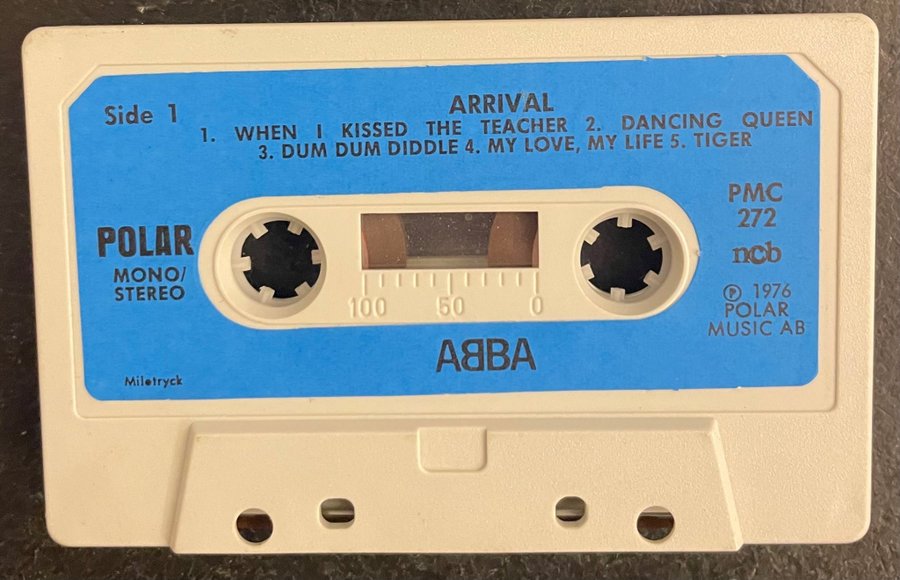 Side 1
ARRIVAL
1. WHEN I KISSED THE TEACHER 2. DANCING QUEEN
3. DUM DUM DIDDLE 4. MY LOVE, MY LIFE 5. TIGER
POLAR
MONO/
STEREO
PMC
272
ncb
℗ 1976
POLAR
MUSIC AB
100 50 0
AᗺBA
Miletryck